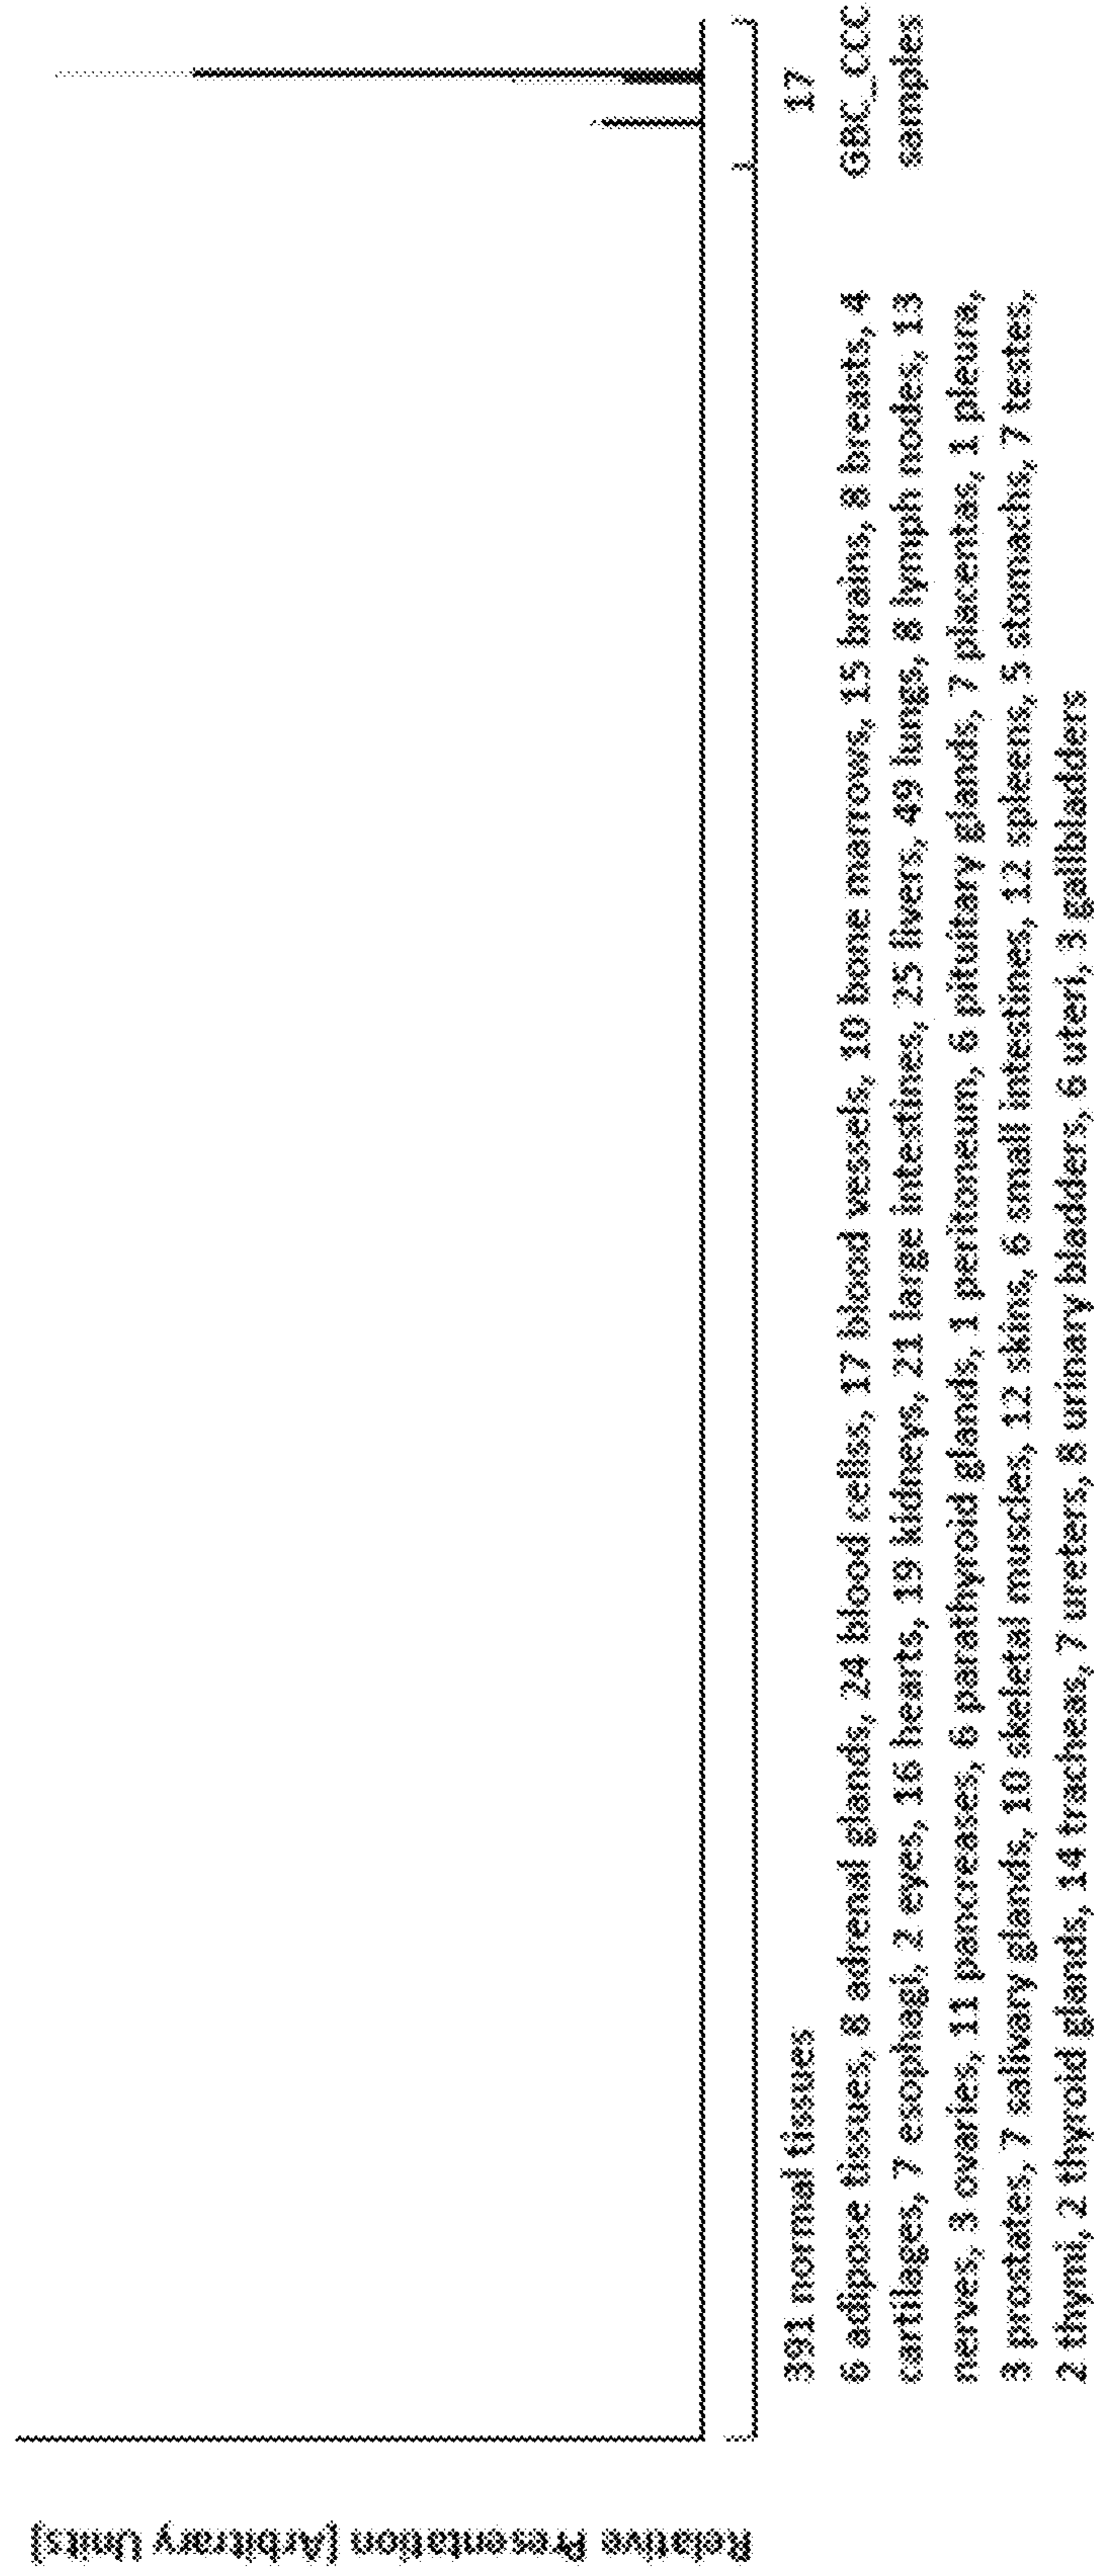 Relative Presentation [Arbitrary Units]
391 normal tissues
6 adipose tissues, 8 adrenal glands, 24 blood cellss, 17 blood vessels, 10 bone marrows, 15 brains, 8 breasts, 4
cartilages, 7 esophagi, 2 eyes, 16 hearts, 19 kidneys, 21 large intestines, 25 livers, 49 lungs, 8 lymph nodes, 13
nerves, 3 ovaries, 11 pancreases, 6 parathyroid glands, 1 peritoneum, 6 pituitary glands, 7 placentas, 1 pleura,
3 prostates, 7 salivary glands, 10 skeletal muscles, 12 skins, 6 small intestines, 12 spleens, 5 stomachs, 7 testes,
2 thymi, 2 thyroid glands, 14 tracheas, 7 ureters, 8 urinary bladders, 6 uteri, 3 gallbladders
17
GBC_CCC
samples